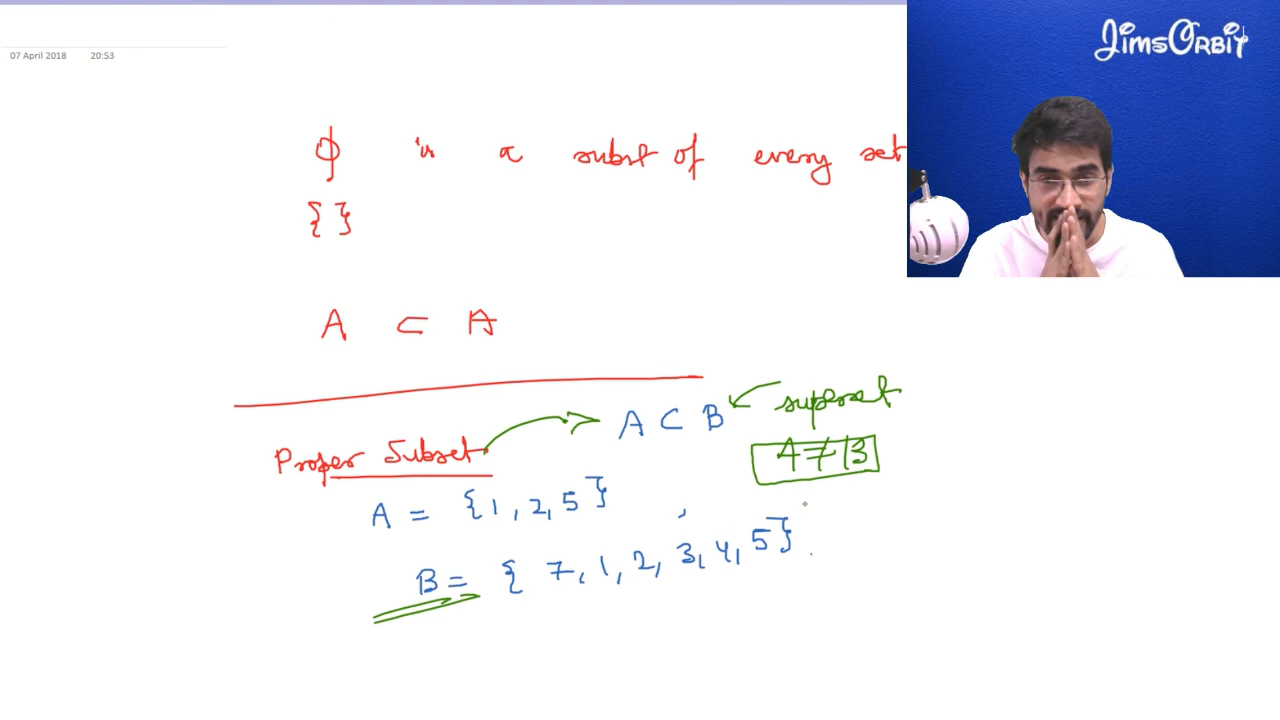 07 April 2018 20:53
JimsOrbit
ϕ is a subset of every set
{ }
A ⊂ A
Proper Subset A ⊂ B superset
A ≠ B
A = { 1 , 2, 5 } ,
B = { 7, 1, 2, 3, 4, 5 } .